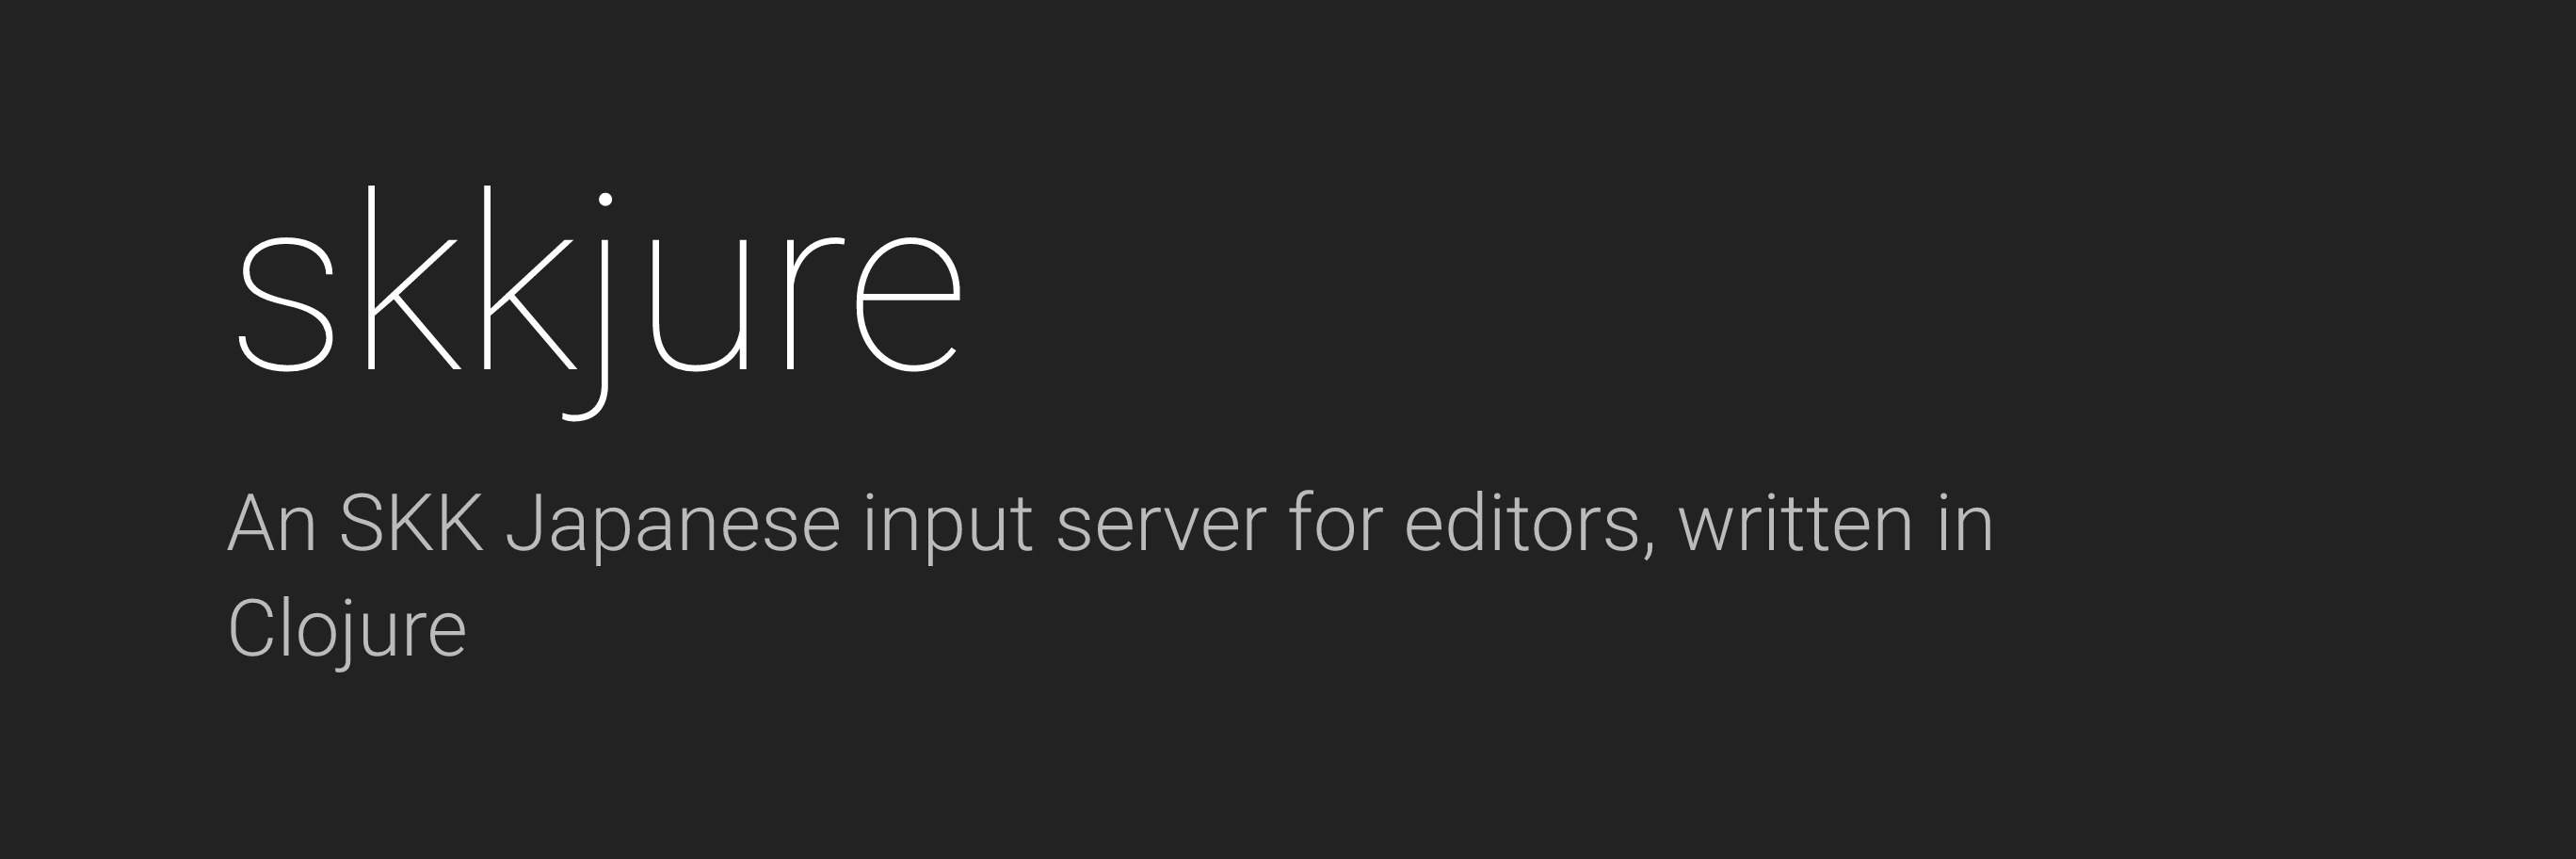 skkjure
An SKK Japanese input server for editors, written in
Clojure